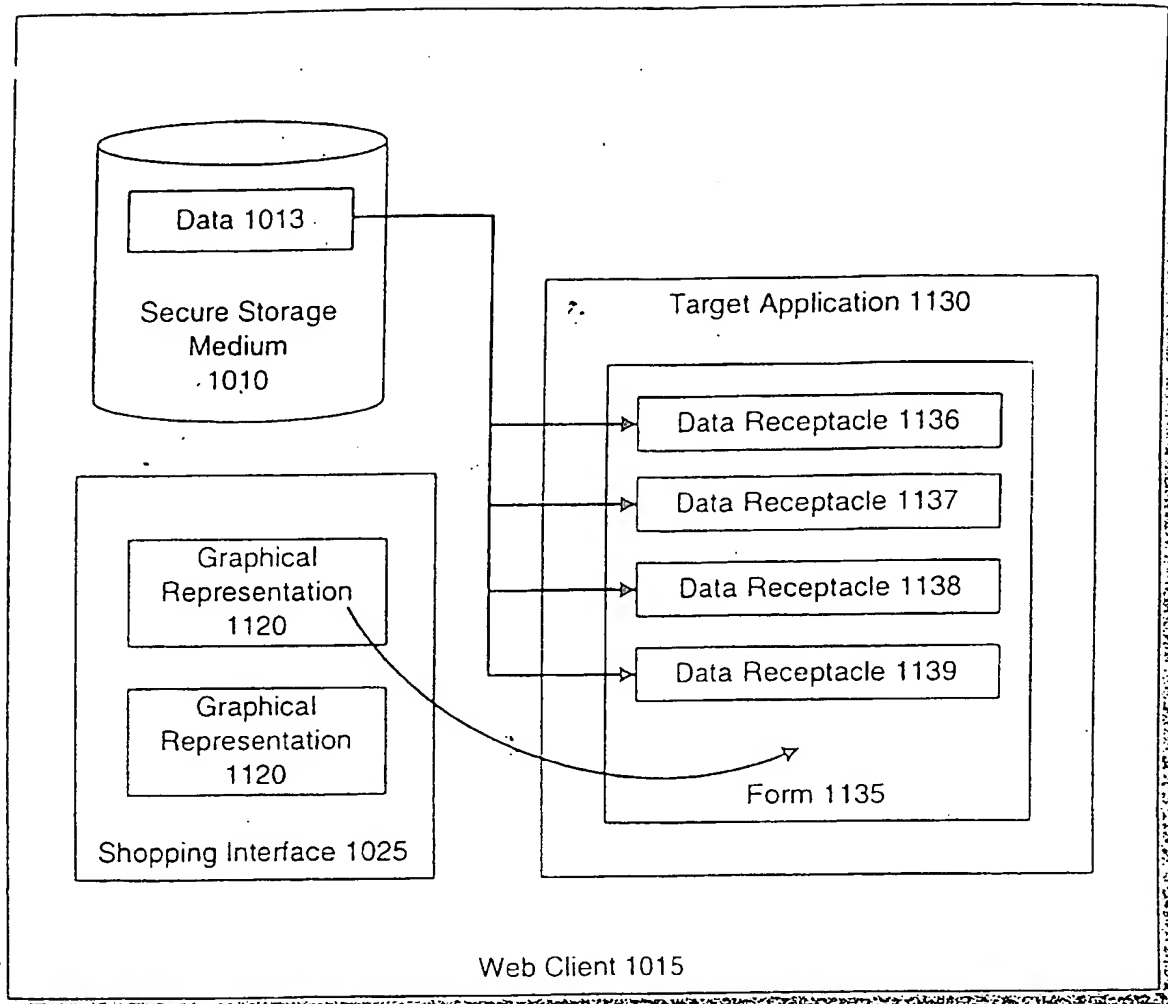 Data 1013
Secure Storage
Medium
1010
Target Application 1130
Data Receptacle 1136
Data Receptacle 1137
Data Receptacle 1138
Data Receptacle 1139
Form 1135
Graphical
Representation
1120
Graphical
Representation
1120
Shopping Interface 1025
Web Client 1015